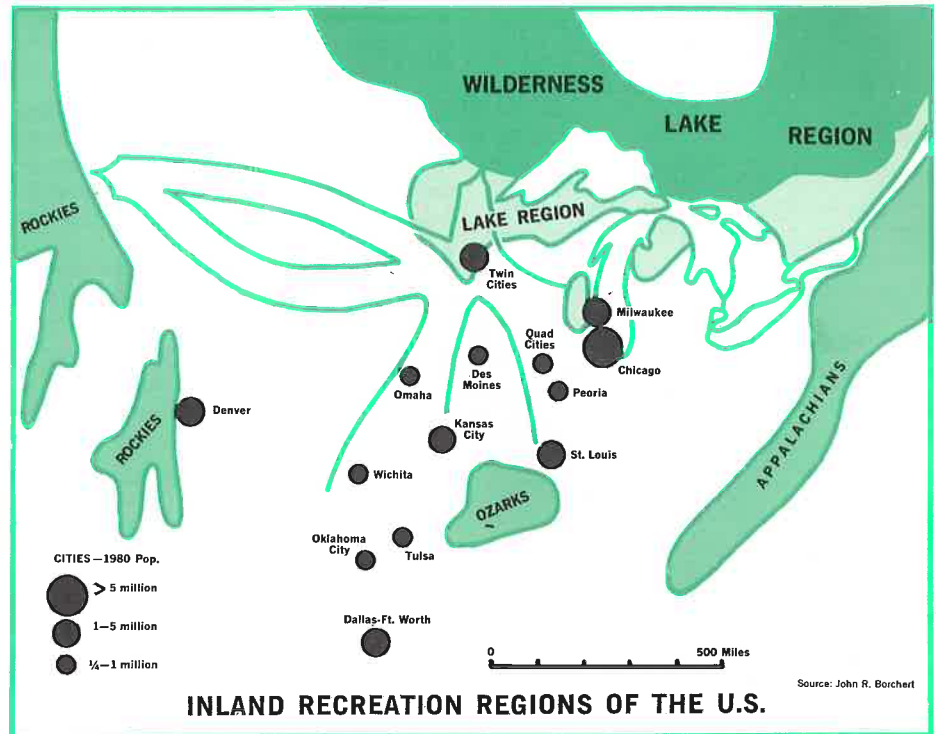 WILDERNESS
LAKE
REGION
ROCKIES
LAKE REGION
Twin
Cities
Milwaukee
Quad
Cities
Chicago
Des
Moines
Omaha
Peoria
Denver
ROCKIES
Kansas
City
St. Louis
APPALACHIANS
Wichita
OZARKS
Oklahoma
City
Tulsa
CITIES—1980 Pop.
> 5 million
1—5 million
¼—1 million
Dallas-Ft. Worth
0 500 Miles
Source: John R. Borchert
INLAND RECREATION REGIONS OF THE U.S.